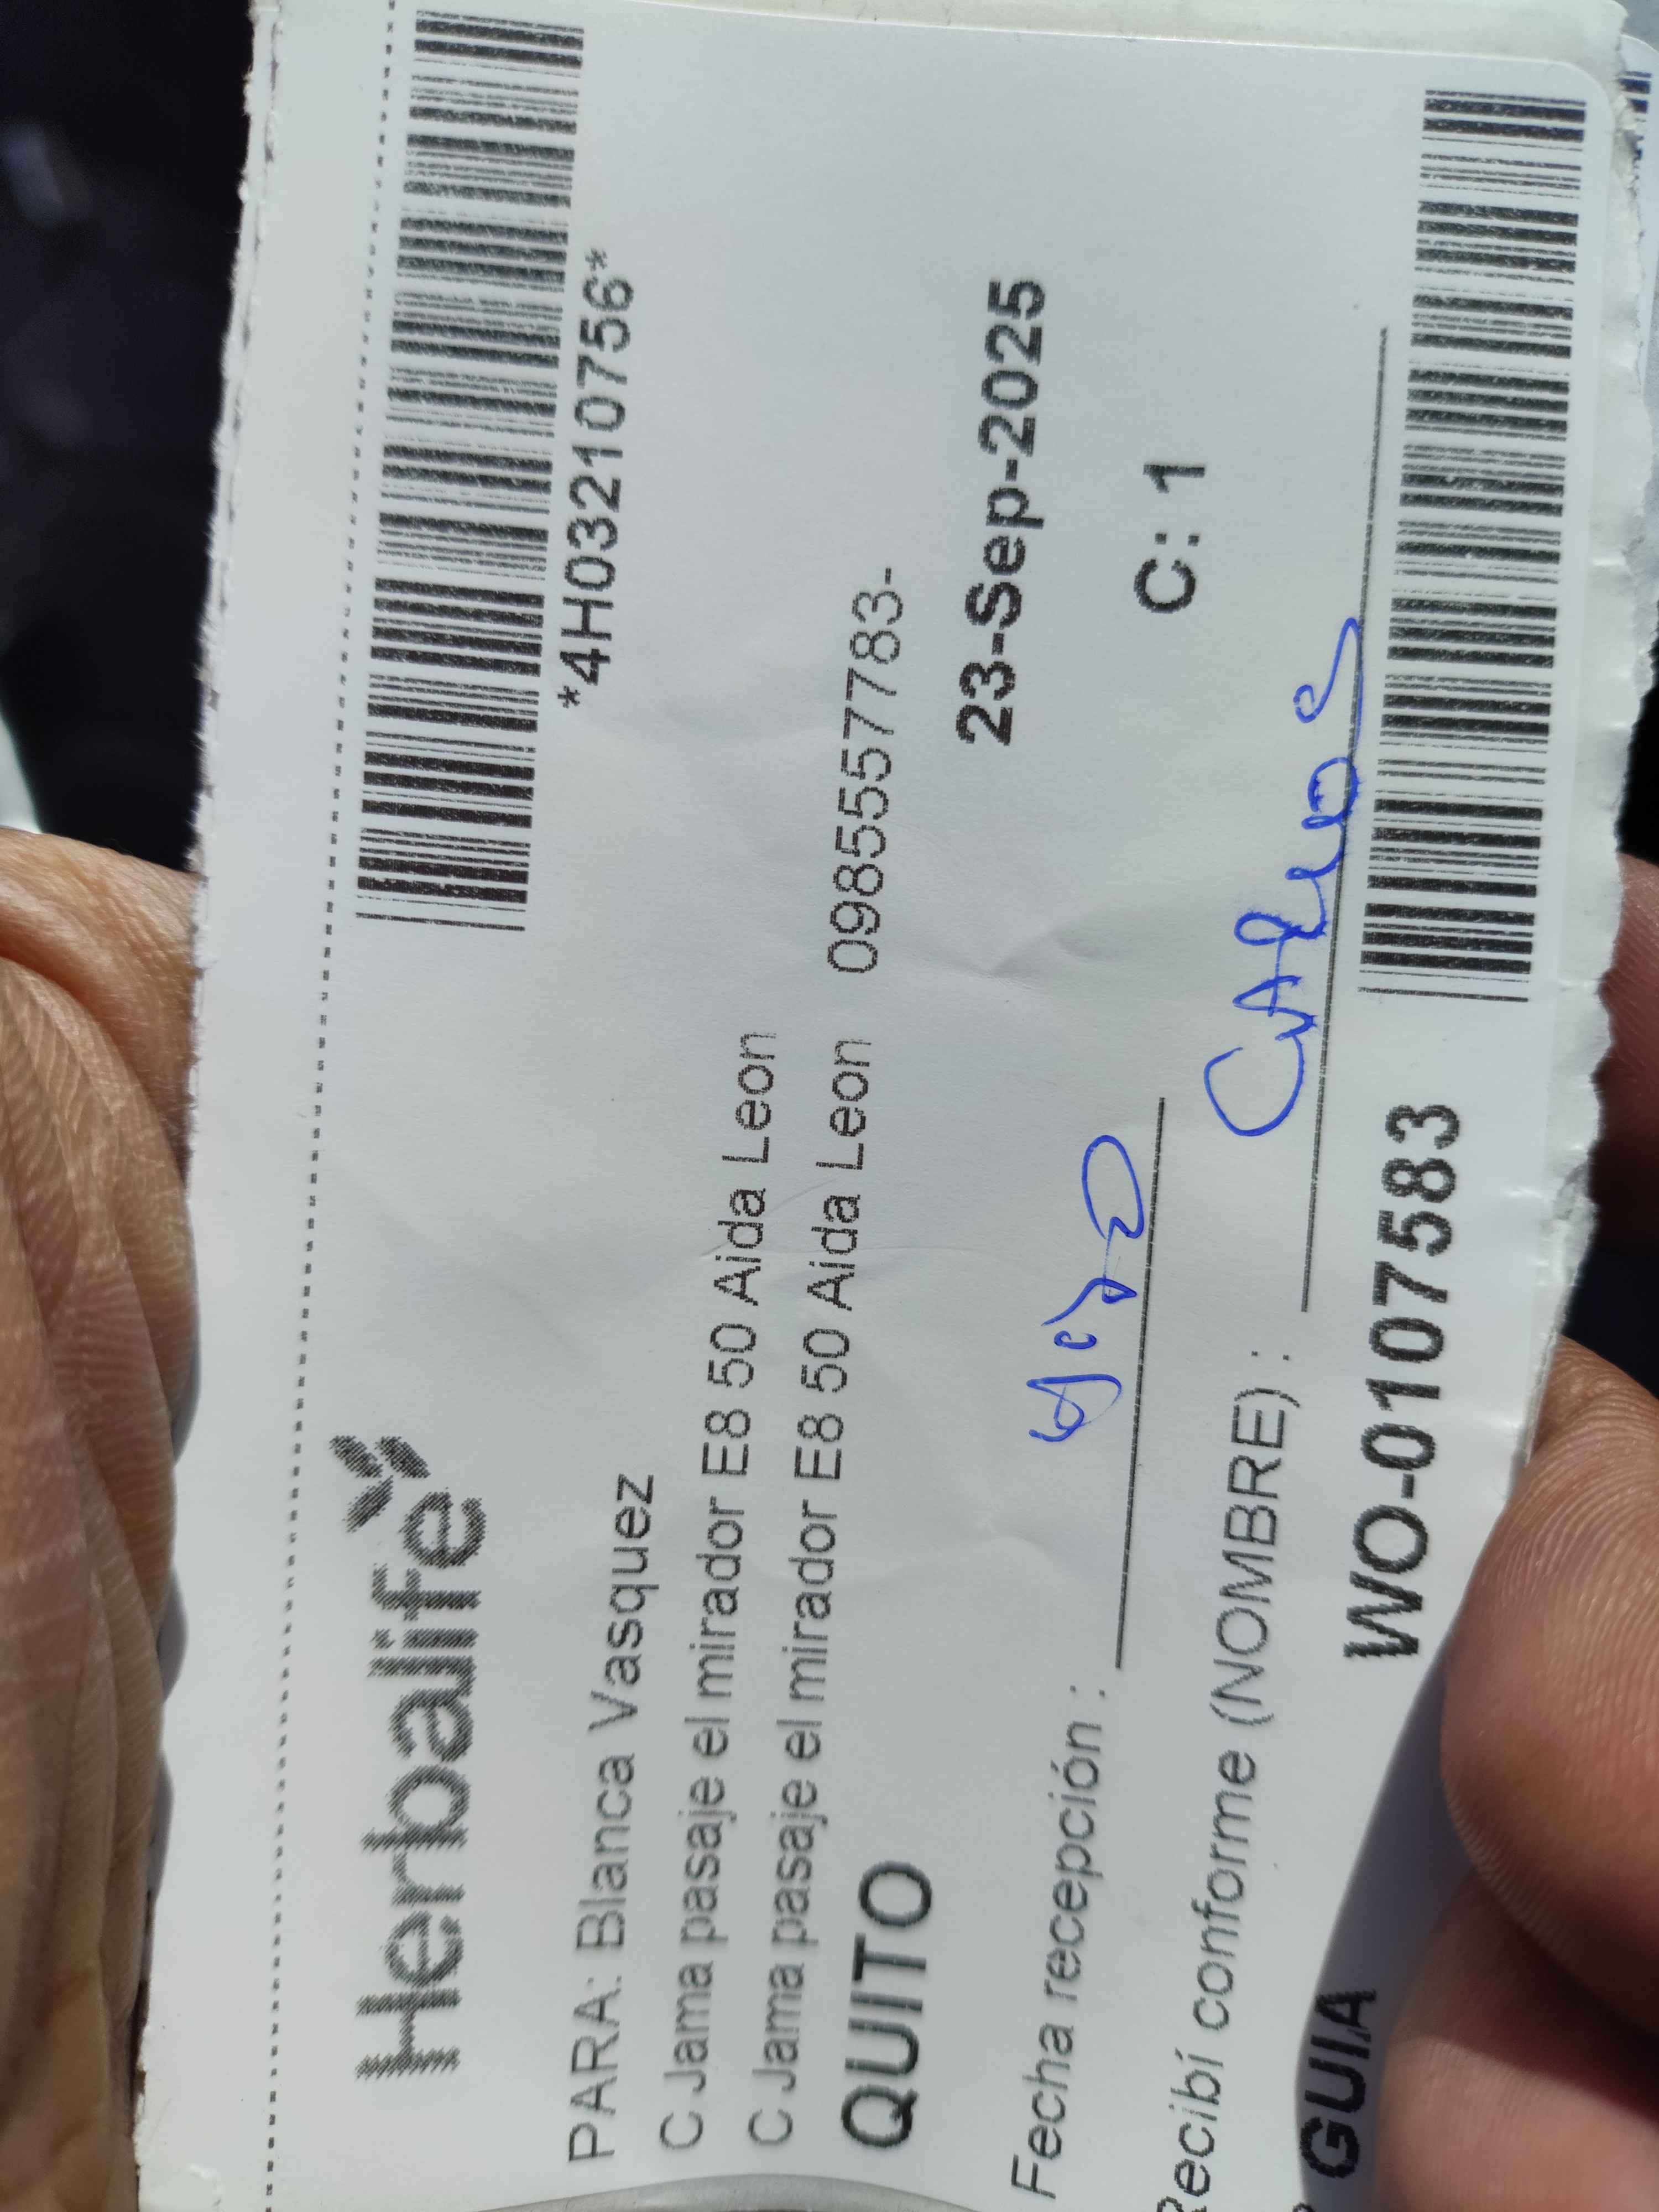 Herbalife
*4H03210756*
PARA: Blanca Vasquez
C Jama pasaje el mirador E8 50 Aida Leon
C Jama pasaje el mirador E8 50 Aida Leon 0985557783-
QUITO
23-Sep-2025
Fecha recepción :
C: 1
Recibí conforme (NOMBRE) : Carlos
GUIA WO-0107583